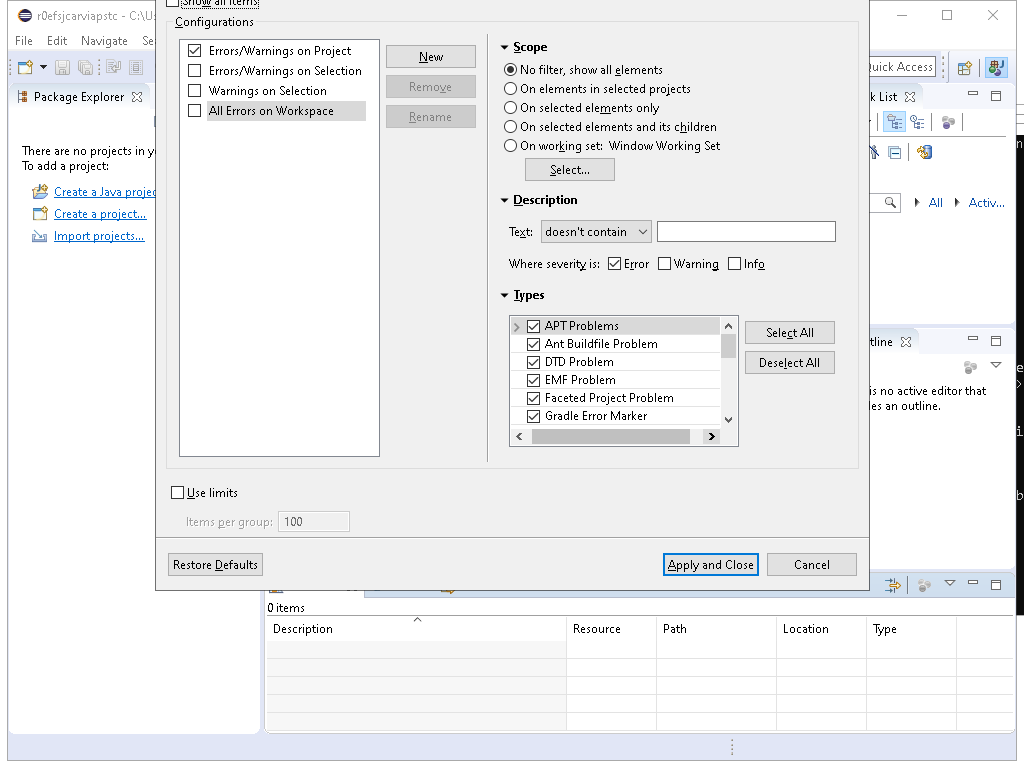 r0efsjcarviapstc - C:\Us
Show all items
File Edit Navigate Se
Configurations
Errors/Warnings on Project
Errors/Warnings on Selection
Warnings on Selection
All Errors on Workspace
New
Remove
Rename
Scope
No filter, show all elements
On elements in selected projects
On selected elements only
On selected elements and its children
On working set: Window Working Set
Select...
Description
Text: doesn't contain
Where severity is: Error Warning Info
Types
APT Problems
Ant Buildfile Problem
DTD Problem
EMF Problem
Faceted Project Problem
Gradle Error Marker
Select All
Deselect All
Use limits
Items per group: 100
Restore Defaults
Apply and Close
Cancel
Package Explorer
There are no projects in y
To add a project:
Create a Java projec
Create a project...
Import projects...
Quick Access
k List
All Activ...
tline
is no active editor that
des an outline.
0 items
Description Resource Path Location Type